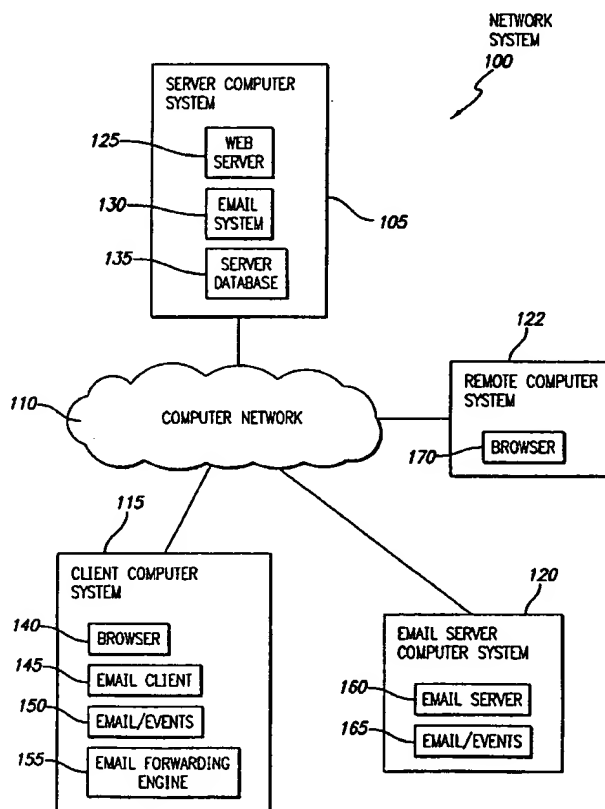 NETWORK
SYSTEM
100
SERVER COMPUTER
SYSTEM
125
WEB
SERVER
130
EMAIL
SYSTEM
105
135
SERVER
DATABASE
122
REMOTE COMPUTER
SYSTEM
110
COMPUTER NETWORK
170
BROWSER
115
CLIENT COMPUTER
SYSTEM
120
EMAIL SERVER
COMPUTER SYSTEM
140
BROWSER
145
EMAIL CLIENT
160
EMAIL SERVER
150
EMAIL/EVENTS
165
EMAIL/EVENTS
155
EMAIL FORWARDING
ENGINE